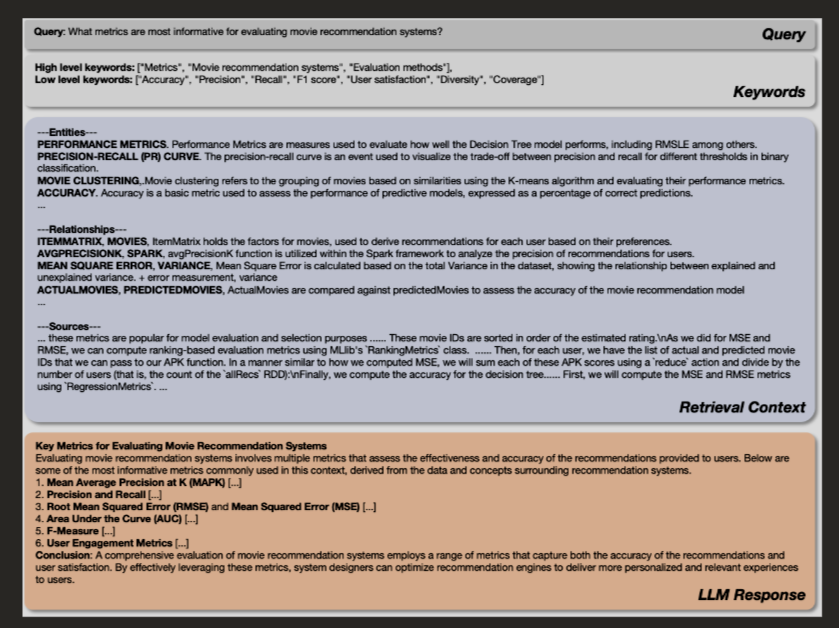 Query: What metrics are most informative for evaluating movie recommendation systems?
Query
High level keywords: ["Metrics", "Movie recommendation systems", "Evaluation methods"],
Low level keywords: ["Accuracy", "Precision", "Recall", "F1 score", "User satisfaction", "Diversity", "Coverage"]
Keywords
---Entities---
PERFORMANCE METRICS. Performance Metrics are measures used to evaluate how well the Decision Tree model performs, including RMSLE among others.
PRECISION-RECALL (PR) CURVE. The precision-recall curve is an event used to visualize the trade-off between precision and recall for different thresholds in binary
classification.
MOVIE CLUSTERING,.Movie clustering refers to the grouping of movies based on similarities using the K-means algorithm and evaluating their performance metrics.
ACCURACY. Accuracy is a basic metric used to assess the performance of predictive models, expressed as a percentage of correct predictions.
...
---Relationships---
ITEMMATRIX, MOVIES, ItemMatrix holds the factors for movies, used to derive recommendations for each user based on their preferences.
AVGPRECISIONK, SPARK, avgPrecisionK function is utilized within the Spark framework to analyze the precision of recommendations for users.
MEAN SQUARE ERROR, VARIANCE, Mean Square Error is calculated based on the total Variance in the dataset, showing the relationship between explained and
unexplained variance. + error measurement, variance
ACTUALMOVIES, PREDICTEDMOVIES, ActualMovies are compared against predictedMovies to assess the accuracy of the movie recommendation model
...
---Sources---
... these metrics are popular for model evaluation and selection purposes ...... These movie IDs are sorted in order of the estimated rating.\nAs we did for MSE and
RMSE, we can compute ranking-based evaluation metrics using MLlib's `RankingMetrics` class. ...... Then, for each user, we have the list of actual and predicted movie
IDs that we can pass to our APK function. In a manner similar to how we computed MSE, we will sum each of these APK scores using a `reduce` action and divide by the
number of users (that is, the count of the `allRecs` RDD):\nFinally, we compute the accuracy for the decision tree...... First, we will compute the MSE and RMSE metrics
using `RegressionMetrics`. ...
Retrieval Context
Key Metrics for Evaluating Movie Recommendation Systems
Evaluating movie recommendation systems involves multiple metrics that assess the effectiveness and accuracy of the recommendations provided to users. Below are
some of the most informative metrics commonly used in this context, derived from the data and concepts surrounding recommendation systems.
1. Mean Average Precision at K (MAPK) [...]
2. Precision and Recall [...]
3. Root Mean Squared Error (RMSE) and Mean Squared Error (MSE) [...]
4. Area Under the Curve (AUC) [...]
5. F-Measure [...]
6. User Engagement Metrics [...]
Conclusion: A comprehensive evaluation of movie recommendation systems employs a range of metrics that capture both the accuracy of the recommendations and
user satisfaction. By effectively leveraging these metrics, system designers can optimize recommendation engines to deliver more personalized and relevant experiences
to users.
LLM Response